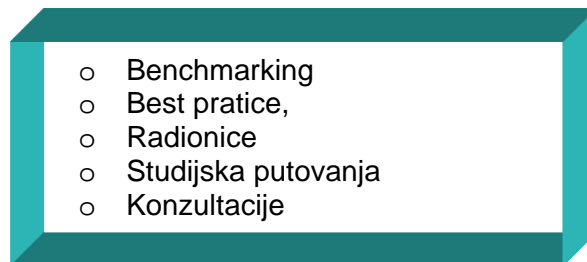 o Benchmarking
o Best pratice,
o Radionice
o Studijska putovanja
o Konzultacije